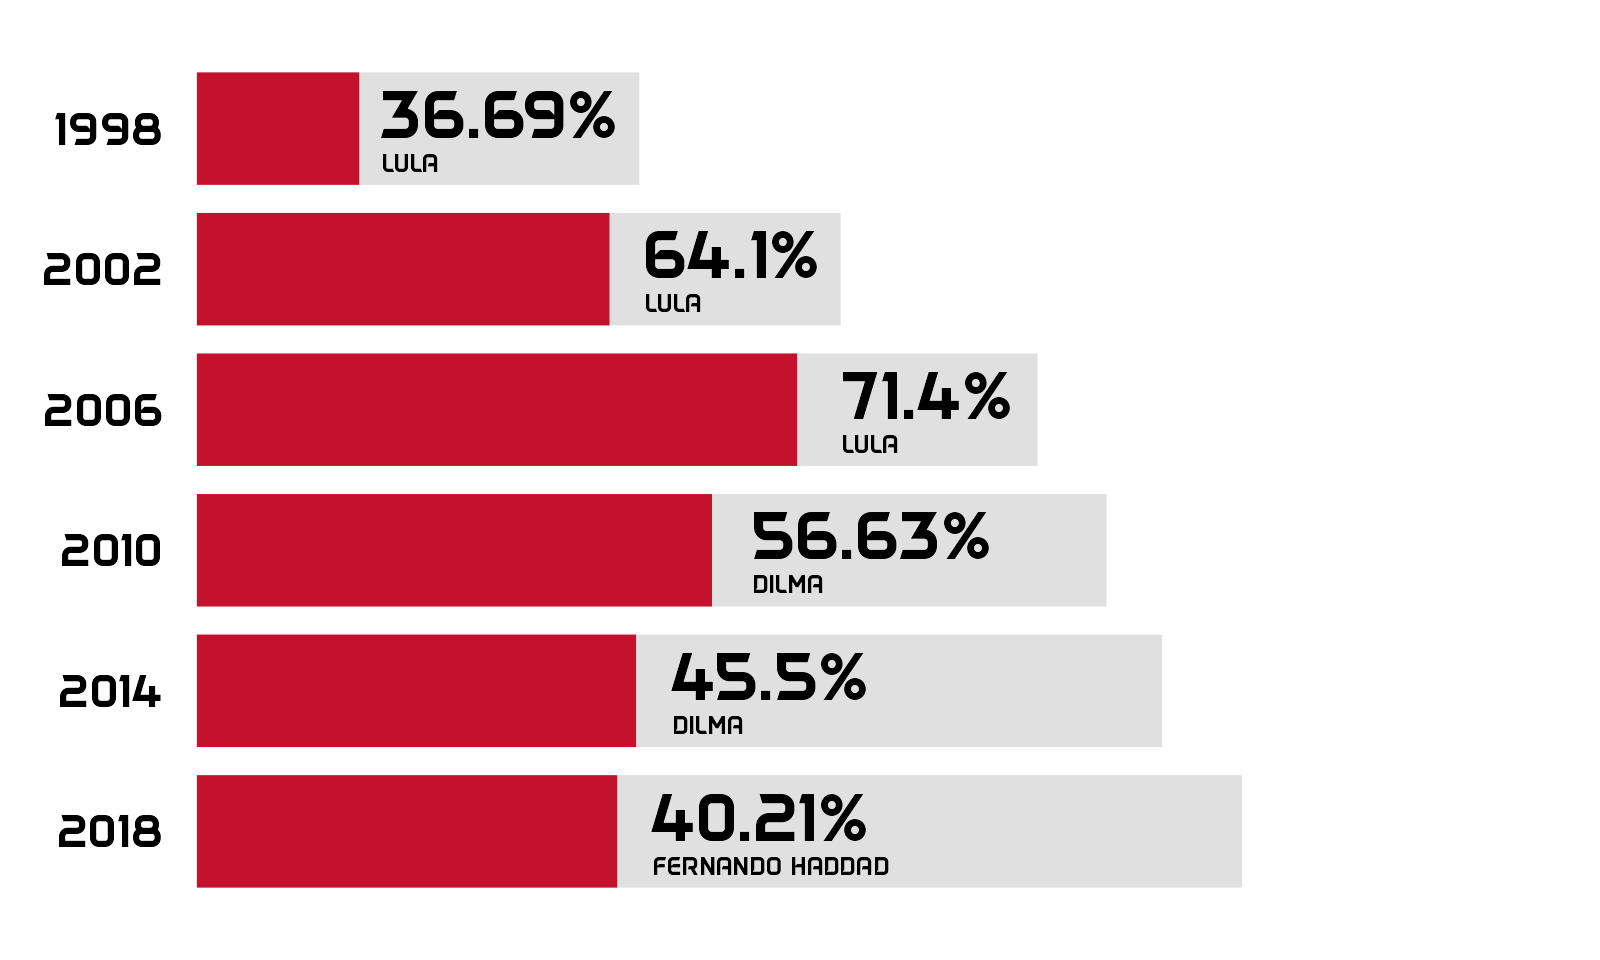 1998
36.69%
LULA
2002
64.1%
LULA
2006
71.4%
LULA
2010
56.63%
DILMA
2014
45.5%
DILMA
2018
40.21%
FERNANDO HADDAD